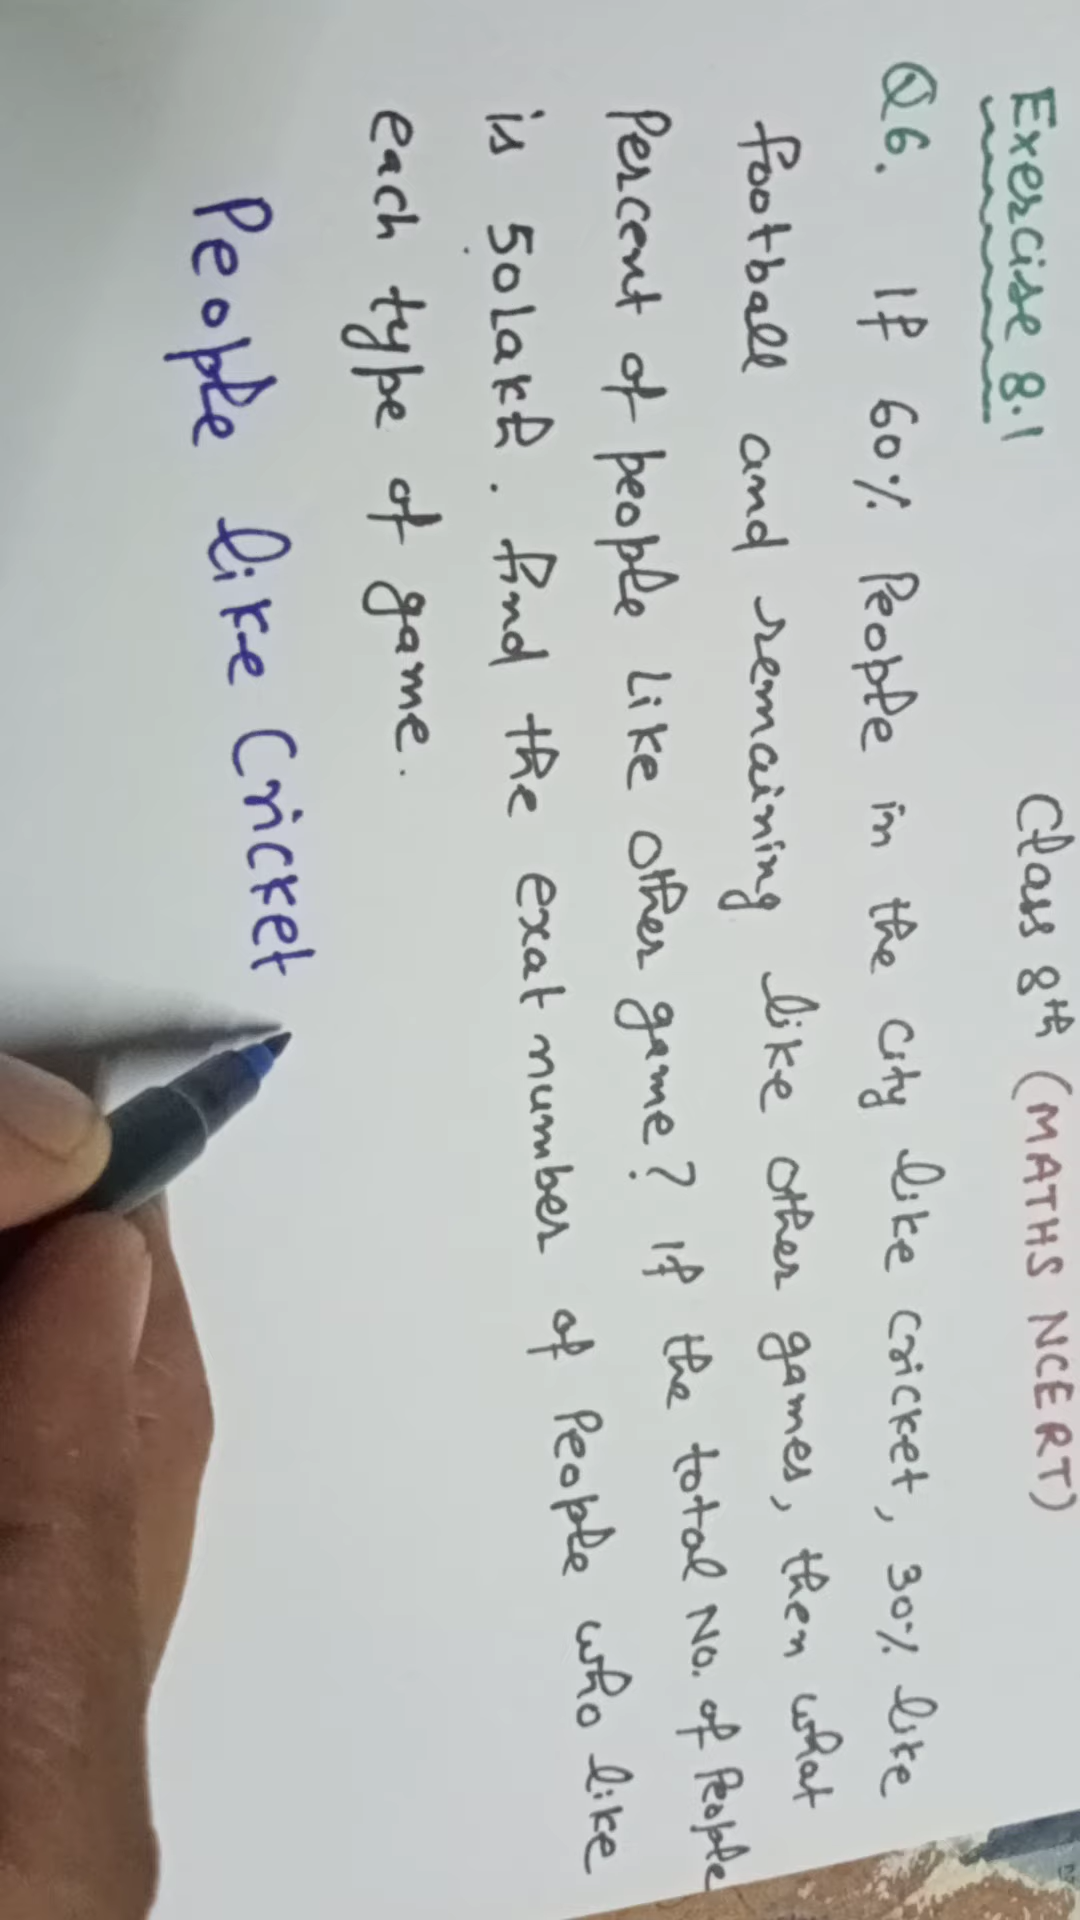 Class 8th (MATHS NCERT)
Exercise 8.1
Q6. If 60% People in the city like cricket, 30% like
football and remaining like other games, then what
Percent of people like other game? If the total No. of People
is 50lakh. find the exat number of People who like
each type of game.
People like Cricket